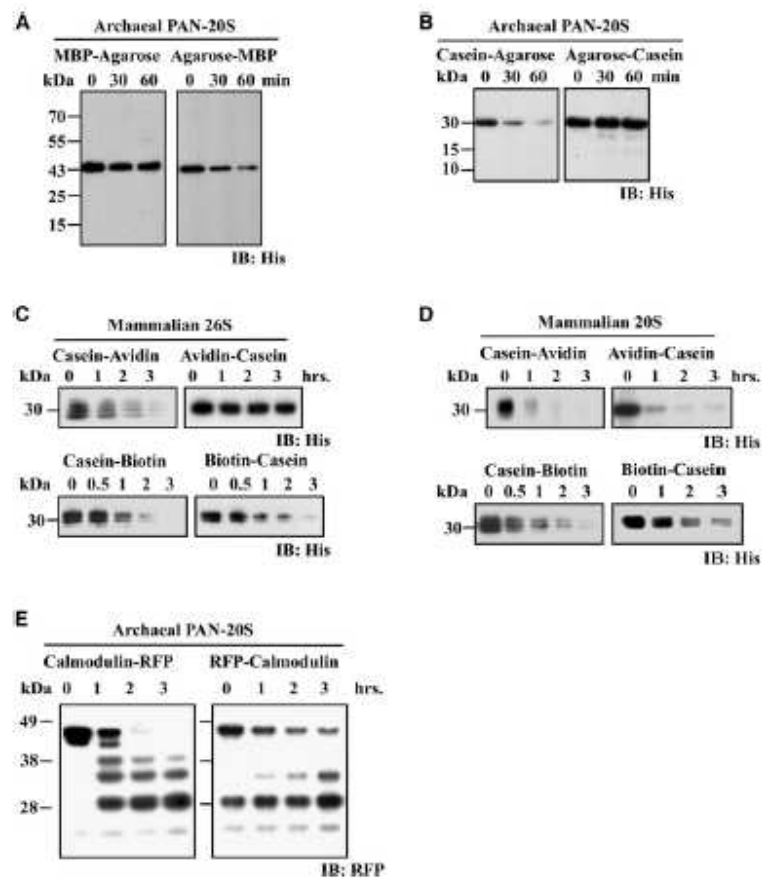 A
Archaeal PAN-20S
MBP-Agarose Agarose-MBP
kDa 0 30 60 0 30 60 min
70
55
43
25
15
IB: His
B
Archaeal PAN-20S
Casein-Agarose Agarose-Casein
kDa 0 30 60 0 30 60 min
30
15
10
IB: His
C
Mammalian 26S
Casein-Avidin Avidin-Casein
kDa 0 1 2 3 0 1 2 3 hrs.
30
IB: His
Casein-Biotin Biotin-Casein
kDa 0 0.5 1 2 3 0 0.5 1 2 3
30
IB: His
D
Mammalian 20S
Casein-Avidin Avidin-Casein
kDa 0 1 2 3 0 1 2 3 hrs.
30
IB: His
Casein-Biotin Biotin-Casein
kDa 0 0.5 1 2 3 0 1 2 3
30
IB: His
E
Archaeal PAN-20S
Calmodulin-RFP RFP-Calmodulin
kDa 0 1 2 3 0 1 2 3 hrs.
49
38
28
IB: RFP